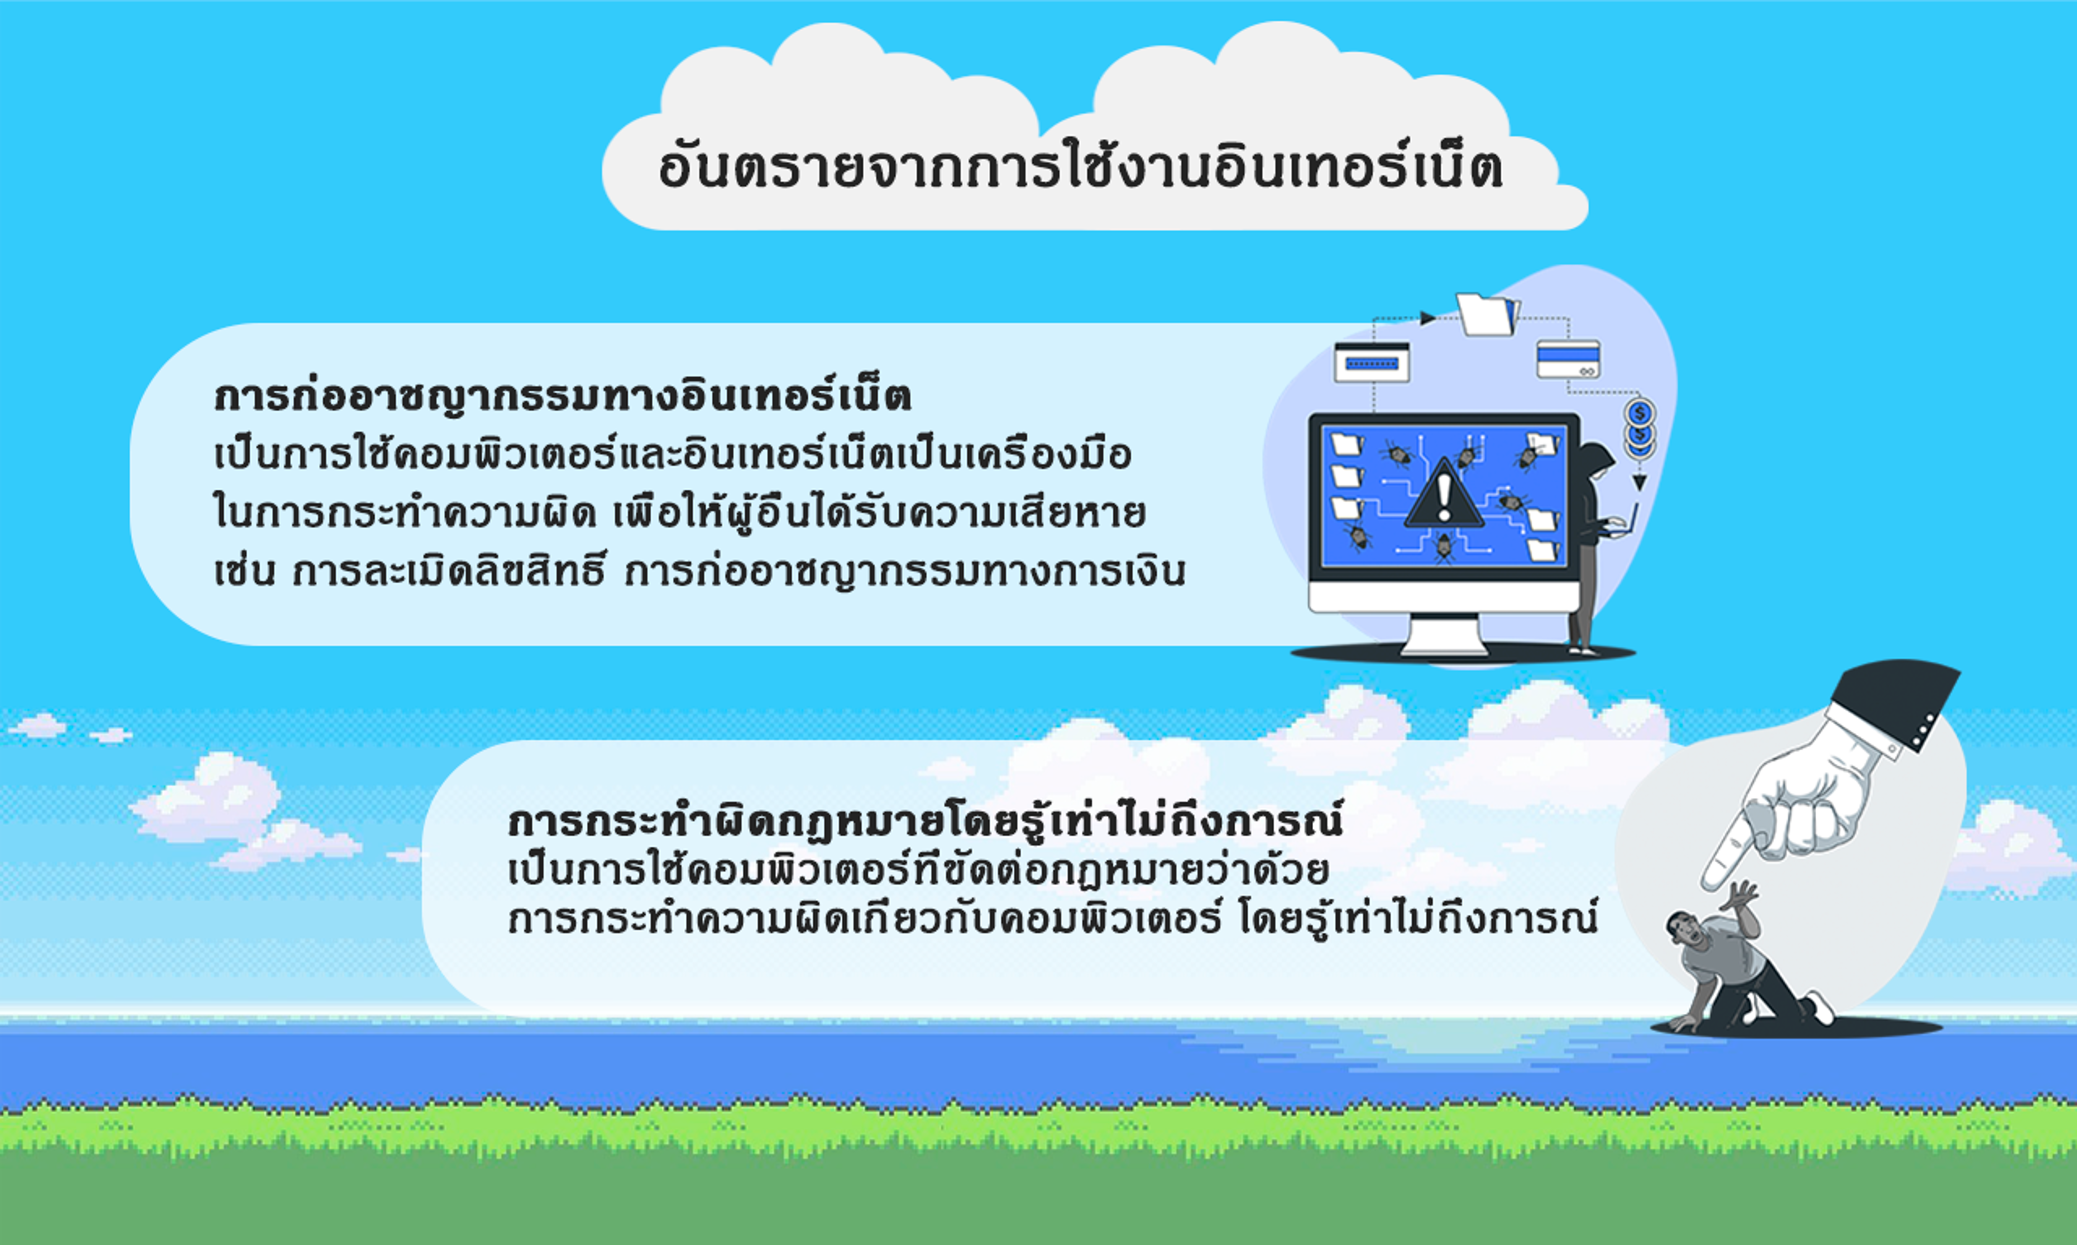 อันตรายจากการใช้งานอินเทอร์เน็ต
การก่ออาชญากรรมทางอินเทอร์เน็ต
เป็นการใช้คอมพิวเตอร์และอินเทอร์เน็ตเป็นเครื่องมือ
ในการกระทำความผิด เพื่อให้ผู้อื่นได้รับความเสียหาย
เช่น การละเมิดลิขสิทธิ์ การก่ออาชญากรรมทางการเงิน
การกระทำผิดกฎหมายโดยรู้เท่าไม่ถึงการณ์
เป็นการใช้คอมพิวเตอร์ที่ขัดต่อกฎหมายว่าด้วย
การกระทำความผิดเกี่ยวกับคอมพิวเตอร์ โดยรู้เท่าไม่ถึงการณ์